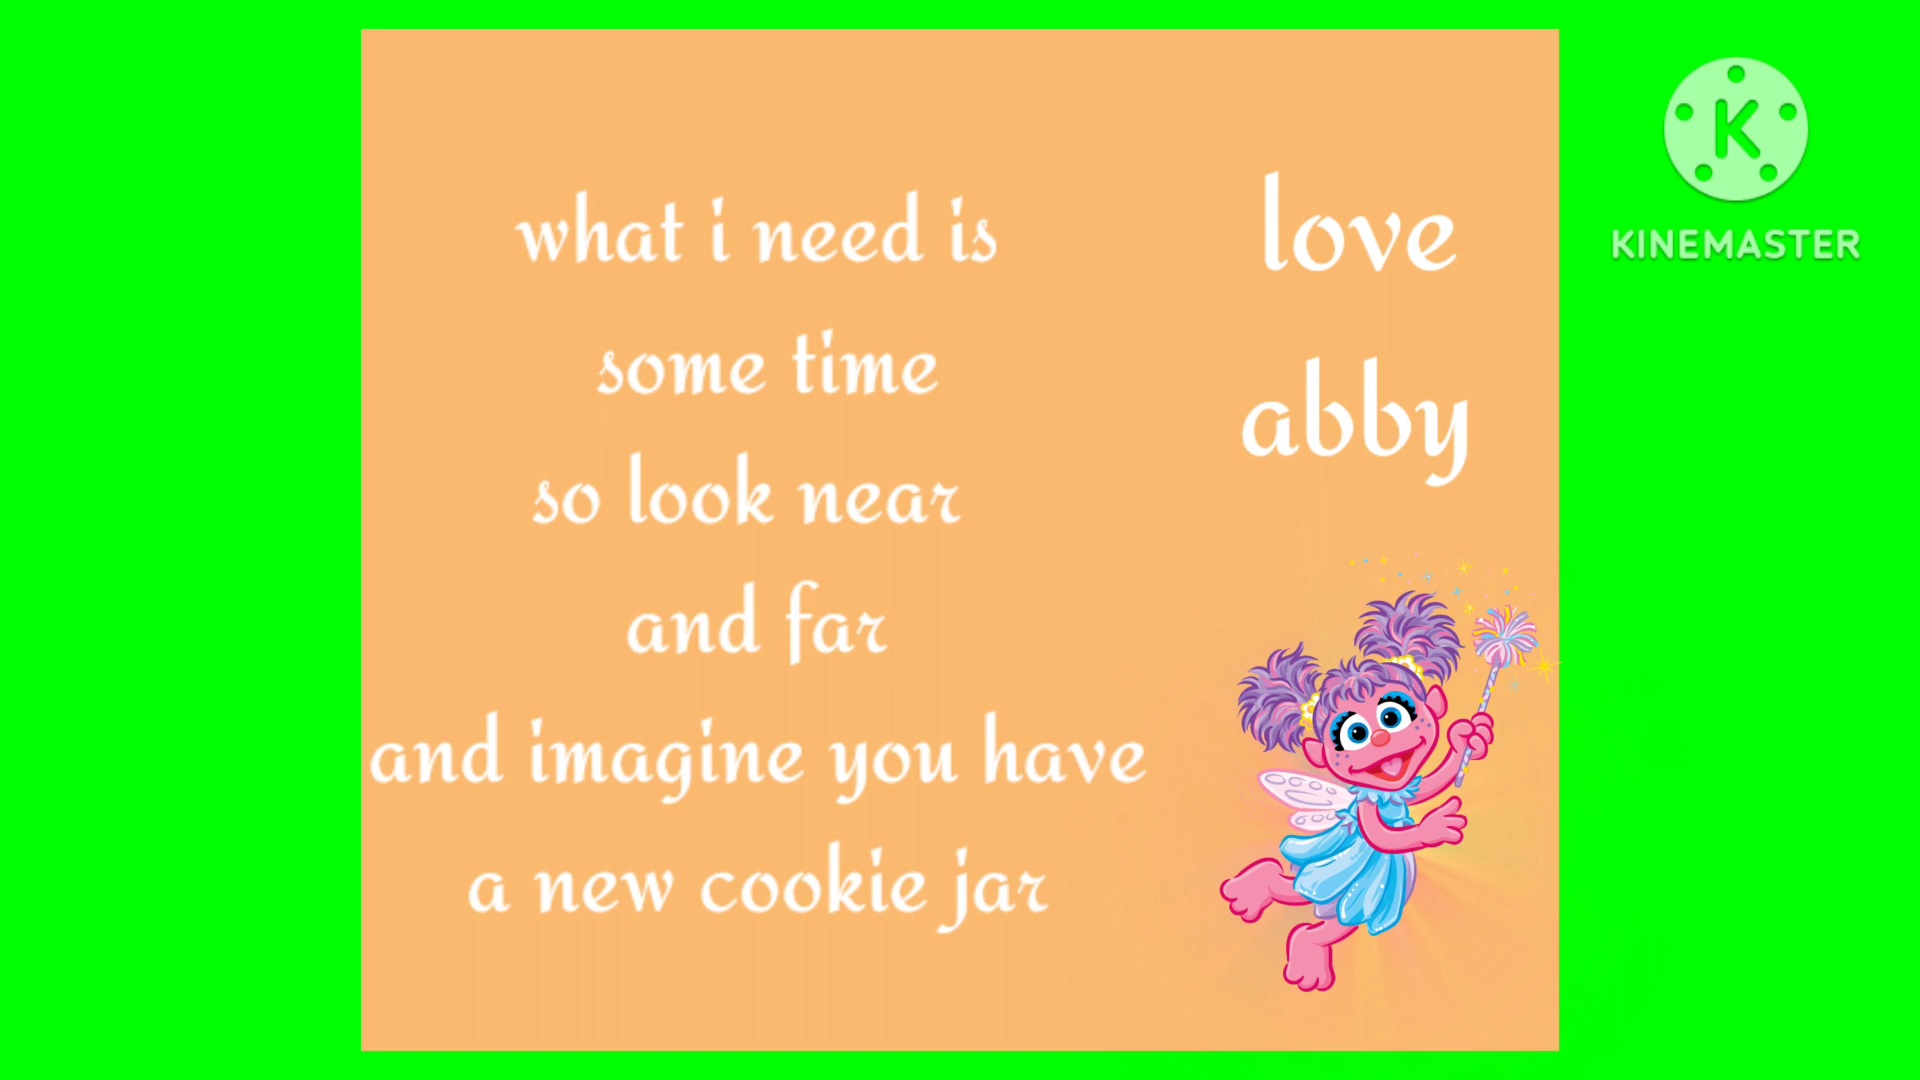 what i need is
some time
so look near
and far
and imagine you have
a new cookie jar
love
abby
K
KINEMASTER